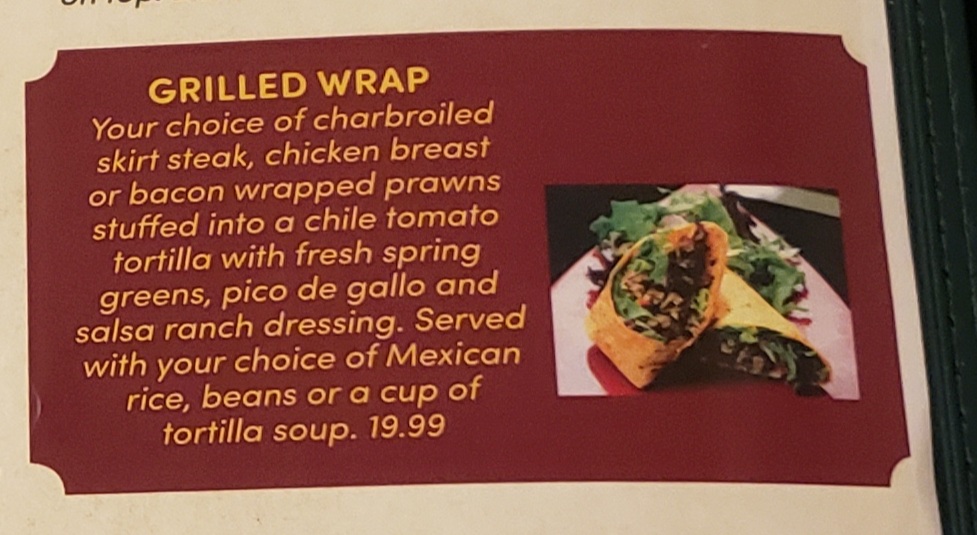 GRILLED WRAP
Your choice of charbroiled
skirt steak, chicken breast
or bacon wrapped prawns
stuffed into a chile tomato
tortilla with fresh spring
greens, pico de gallo and
salsa ranch dressing. Served
with your choice of Mexican
rice, beans or a cup of
tortilla soup. 19.99